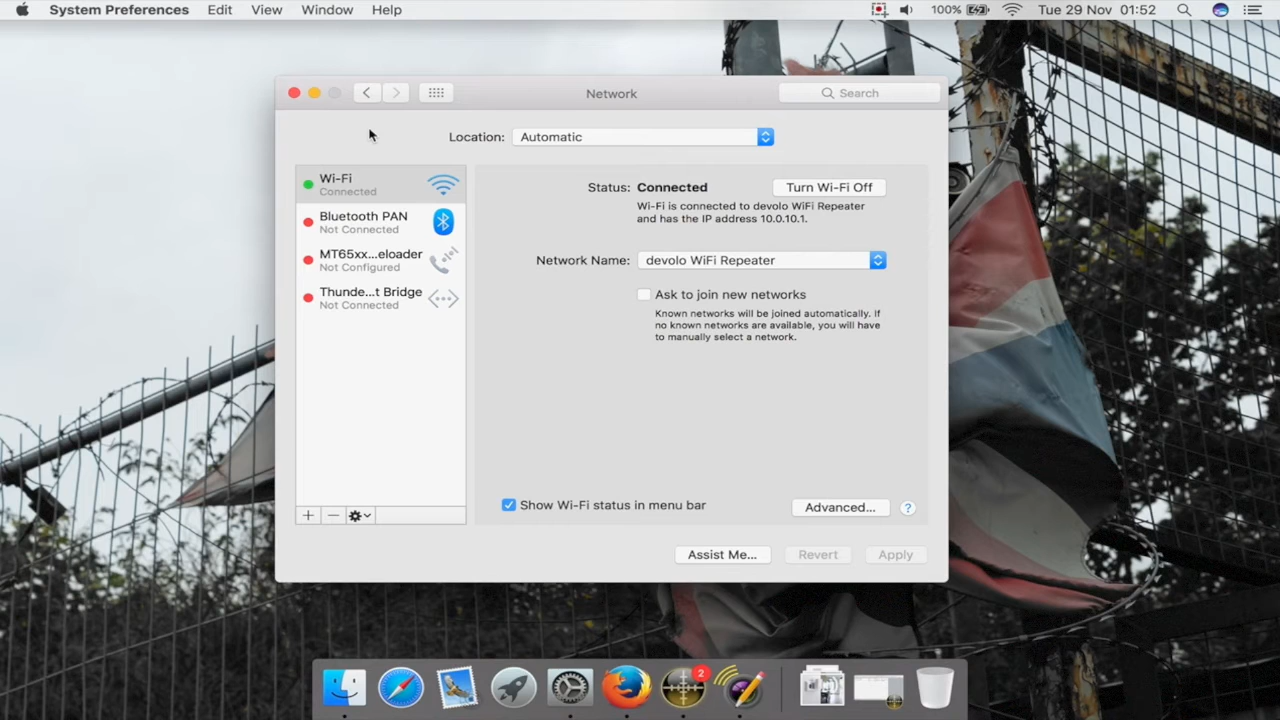 System Preferences Edit View Window Help 100% Tue 29 Nov 01:52
Network
Search
Location: Automatic
Wi-Fi
Connected
Bluetooth PAN
Not Connected
MT65xx...eloader
Not Configured
Thunde...t Bridge
Not Connected
Status: Connected
Turn Wi-Fi Off
Wi-Fi is connected to devolo WiFi Repeater
and has the IP address 10.0.10.1.
Network Name: devolo WiFi Repeater
Ask to join new networks
Known networks will be joined automatically. If
no known networks are available, you will have
to manually select a network.
Show Wi-Fi status in menu bar
Advanced...
?
Assist Me...
Revert
Apply
2